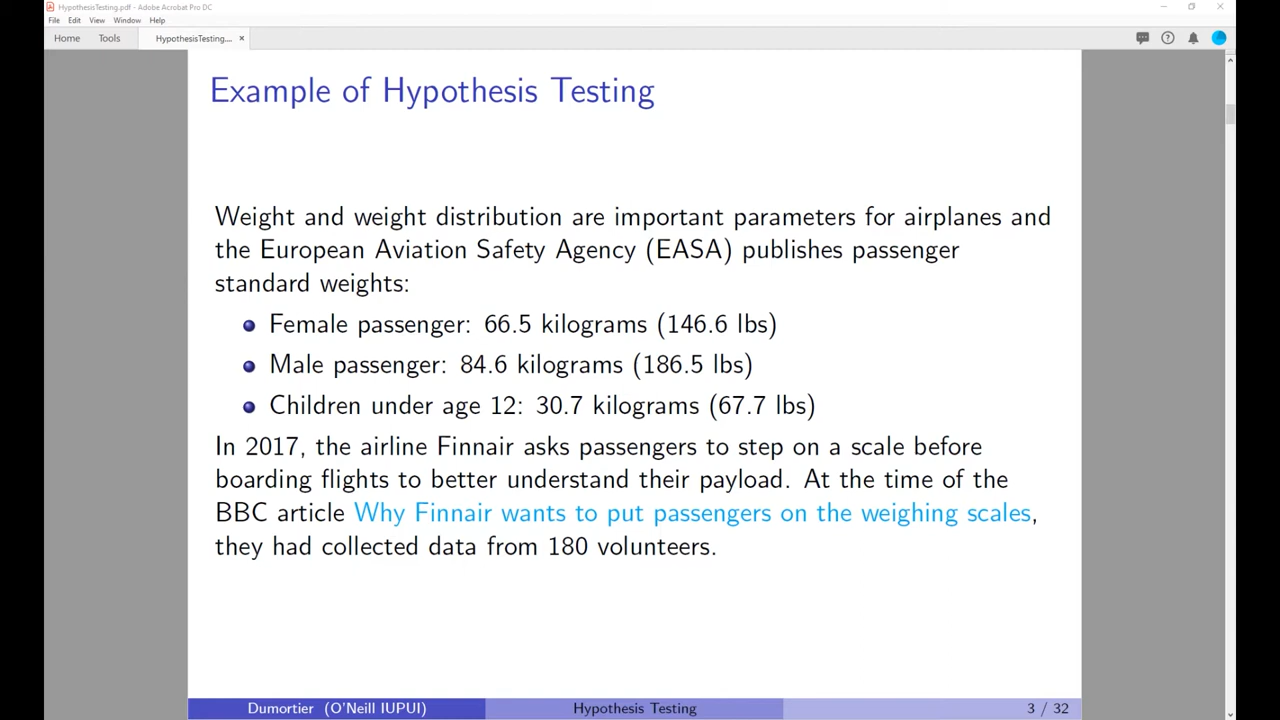 HypothesisTesting.pdf - Adobe Acrobat Pro DC
File Edit View Window Help
Home Tools HypothesisTesting.... ×
Example of Hypothesis Testing
Weight and weight distribution are important parameters for airplanes and
the European Aviation Safety Agency (EASA) publishes passenger
standard weights:
Female passenger: 66.5 kilograms (146.6 lbs)
Male passenger: 84.6 kilograms (186.5 lbs)
Children under age 12: 30.7 kilograms (67.7 lbs)
In 2017, the airline Finnair asks passengers to step on a scale before
boarding flights to better understand their payload. At the time of the
BBC article Why Finnair wants to put passengers on the weighing scales,
they had collected data from 180 volunteers.
Dumortier (O'Neill IUPUI) Hypothesis Testing 3 / 32